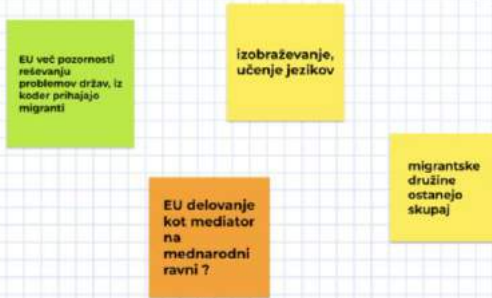 EU več pozornosti
reševanju
problemov držav, iz
koder prihajajo
migranti
izobraževanje,
učenje jezikov
migrantske
družine
ostanejo
skupaj
EU delovanje
kot mediator
na
mednarodni
ravni ?